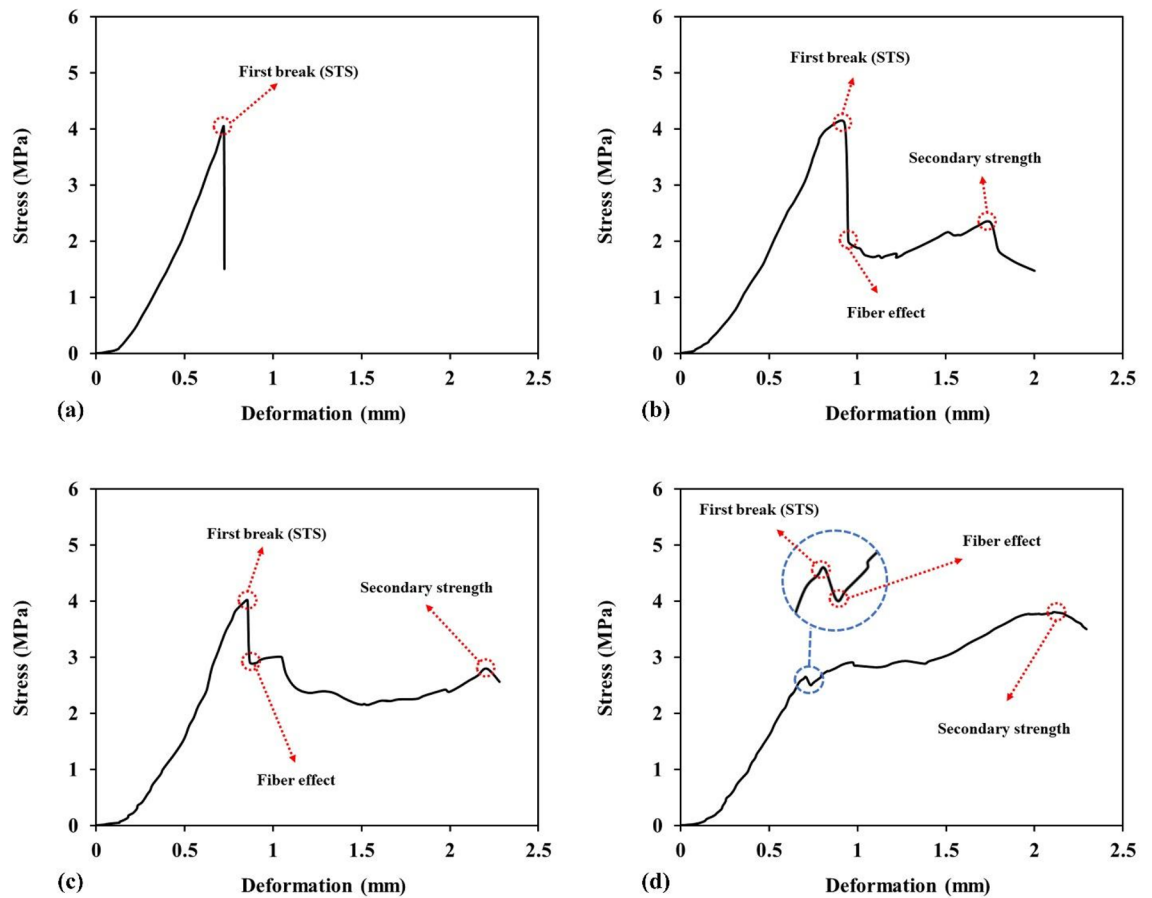 6
5
4
3
2
1
0
Stress (MPa)
First break (STS)
0 0.5 1 1.5 2 2.5
Deformation (mm)
(a)
6
5
4
3
2
1
0
Stress (MPa)
First break (STS)
Secondary strength
Fiber effect
0 0.5 1 1.5 2 2.5
Deformation (mm)
(b)
6
5
4
3
2
1
0
Stress (MPa)
First break (STS)
Secondary strength
Fiber effect
0 0.5 1 1.5 2 2.5
Deformation (mm)
(c)
6
5
4
3
2
1
0
Stress (MPa)
First break (STS)
Fiber effect
Secondary strength
0 0.5 1 1.5 2 2.5
Deformation (mm)
(d)